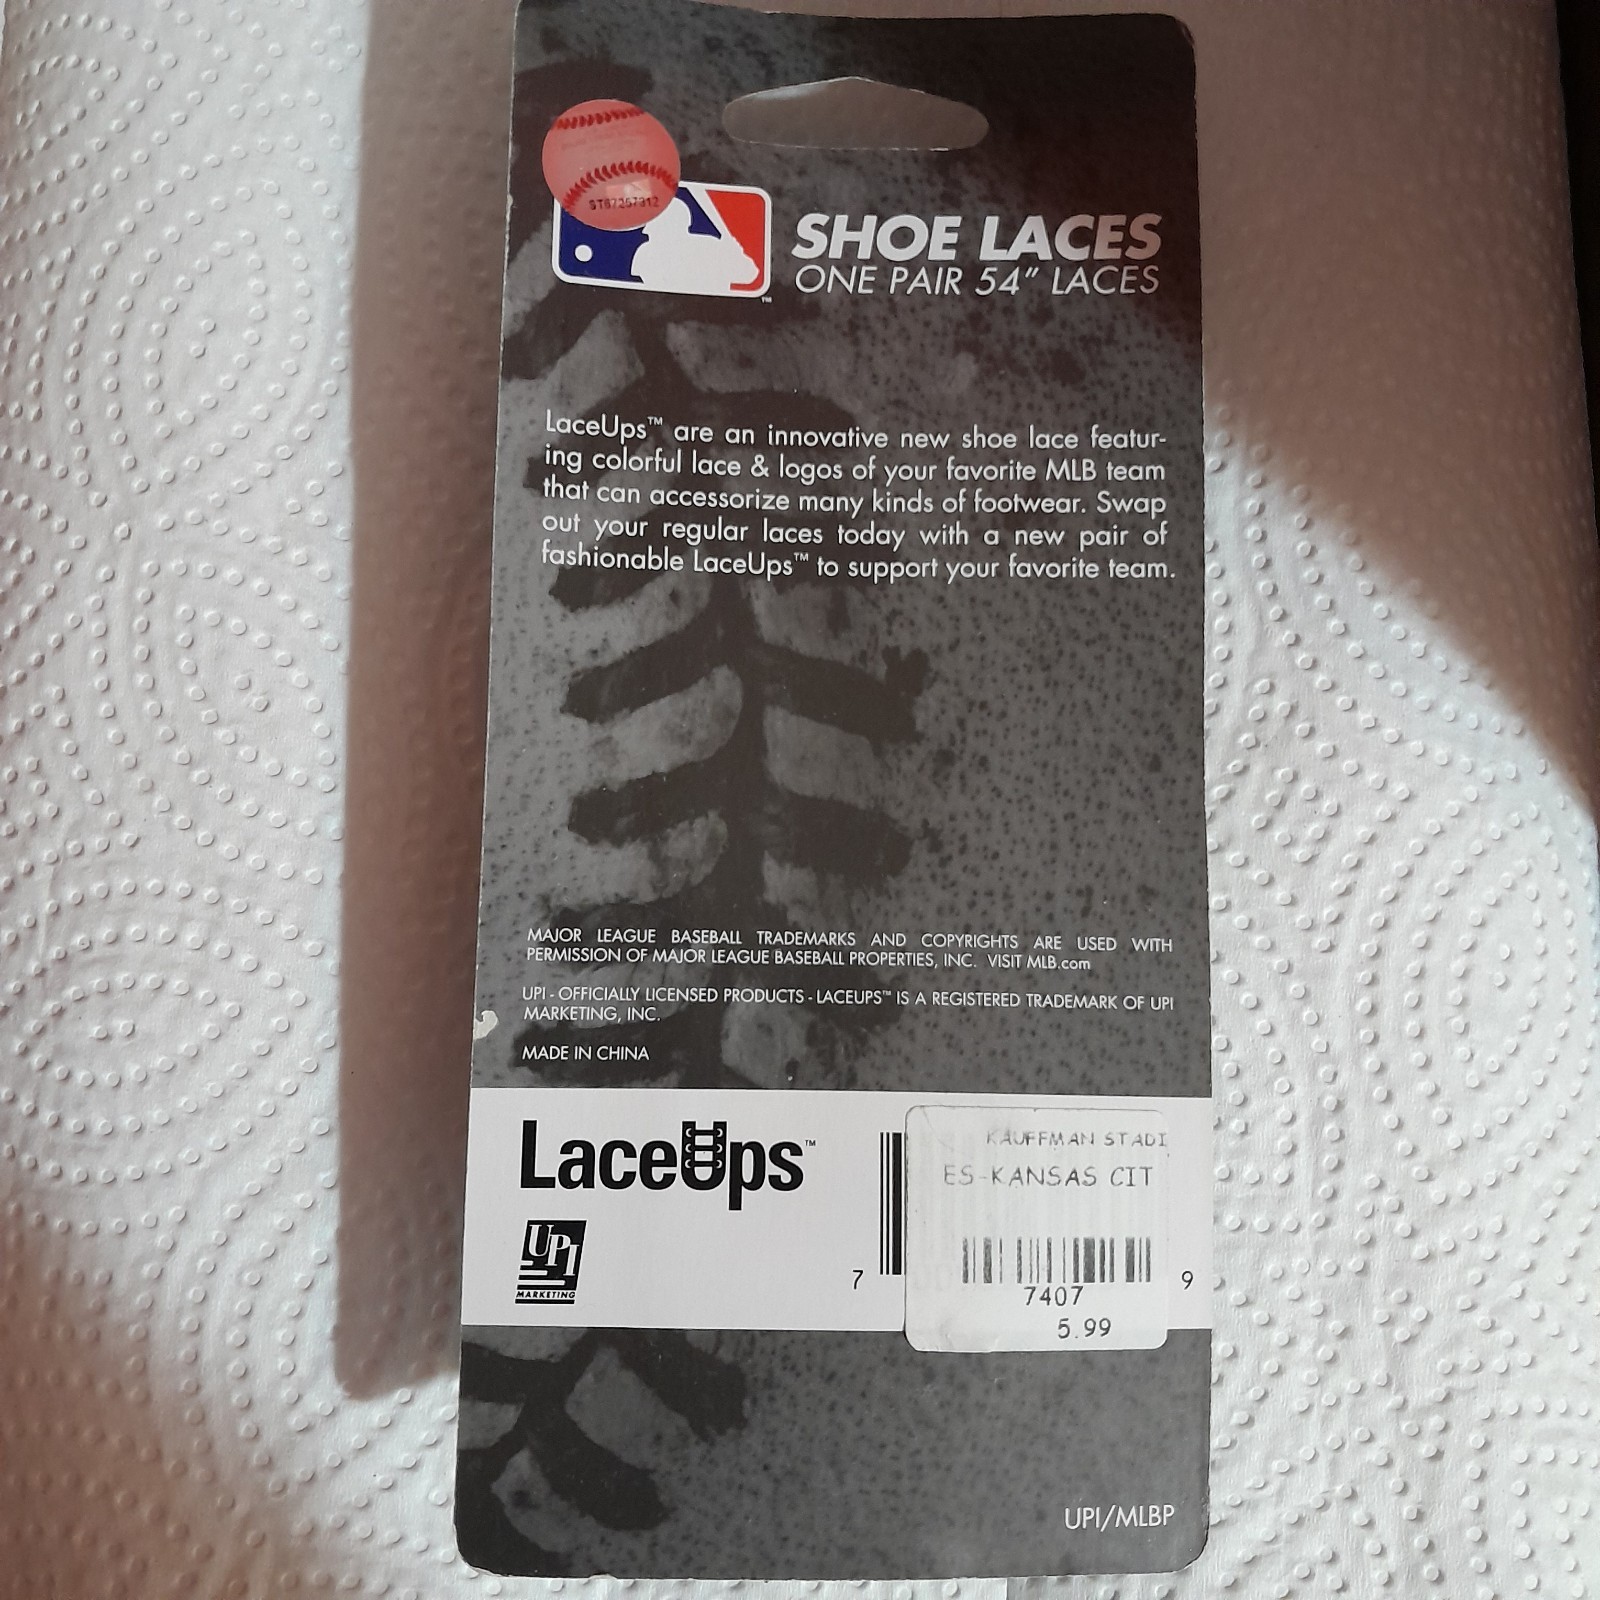 ST67257312
SHOE LACES
ONE PAIR 54" LACES
LaceUps™ are an innovative new shoe lace featur-
ing colorful lace & logos of your favorite MLB team
that can accessorize many kinds of footwear. Swap
out your regular laces today with a new pair of
fashionable LaceUps™ to support your favorite team.
MAJOR LEAGUE BASEBALL TRADEMARKS AND COPYRIGHTS ARE USED WITH
PERMISSION OF MAJOR LEAGUE BASEBALL PROPERTIES, INC. VISIT MLB.com
UPI - OFFICIALLY LICENSED PRODUCTS - LACEUPS™ IS A REGISTERED TRADEMARK OF UPI
MARKETING, INC.
MADE IN CHINA
LaceUps™
UPI
MARKETING
KAUFFMAN STADI
ES-KANSAS CIT
7 9
7407
5.99
UPI/MLBP